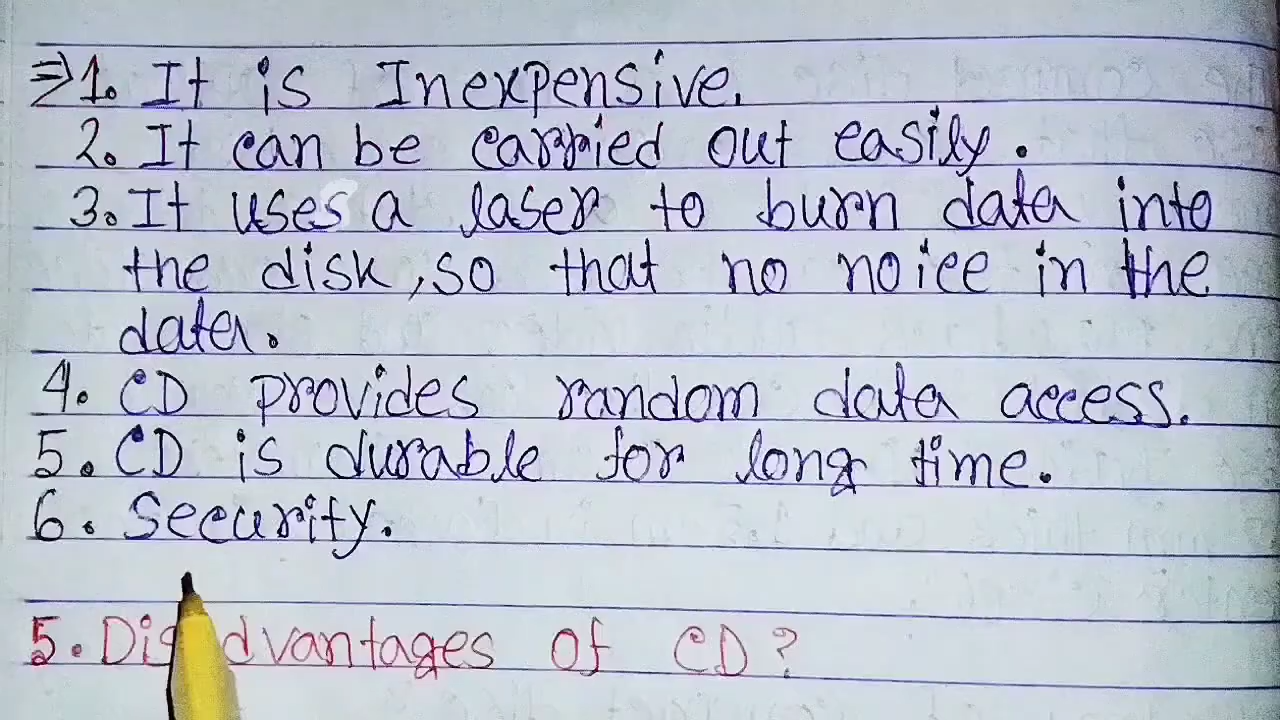 ⇒1. It is Inexpensive.
2. It can be carried out easily.
3. It uses a laser to burn data into
the disk, so that no noice in the
data.
4. CD provides random data access.
5. CD is durable for long time.
6. Security.
5. Disadvantages of CD?